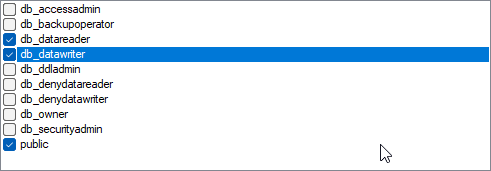 db_accessadmin
db_backupoperator
db_datareader
db_datawriter
db_ddladmin
db_denydatareader
db_denydatawriter
db_owner
db_securityadmin
public